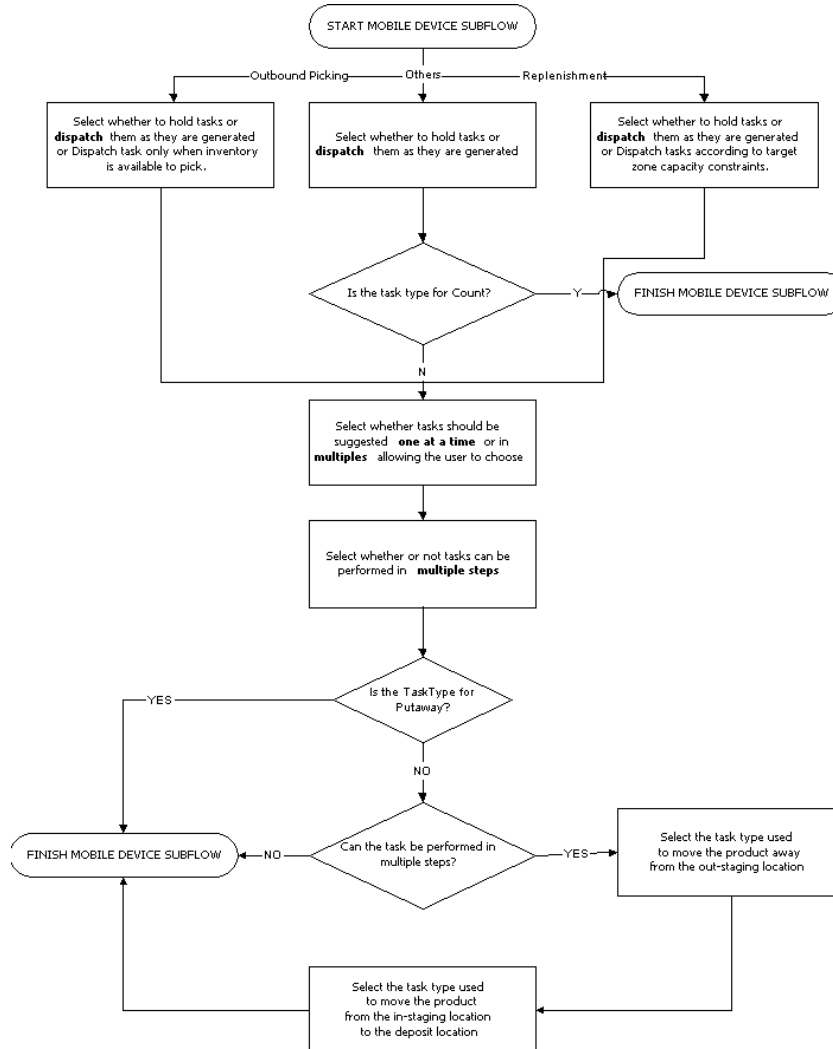 START MOBILE DEVICE SUBFLOW
Outbound Picking
Others
Replenishment
Select whether to hold tasks or
dispatch them as they are generated
or Dispatch task only when inventory
is available to pick.
Select whether to hold tasks or
dispatch them as they are generated
Select whether to hold tasks or
dispatch them as they are generated
or Dispatch tasks according to target
zone capacity constraints.
Is the task type for Count?
Y
FINISH MOBILE DEVICE SUBFLOW
N
Select whether tasks should be
suggested one at a time or in
multiples allowing the user to choose
Select whether or not tasks can be
performed in multiple steps
Is the TaskType for
Putaway?
YES
NO
FINISH MOBILE DEVICE SUBFLOW
NO
Can the task be performed in
multiple steps?
YES
Select the task type used
to move the product away
from the out-staging location
Select the task type used
to move the product
from the in-staging location
to the deposit location